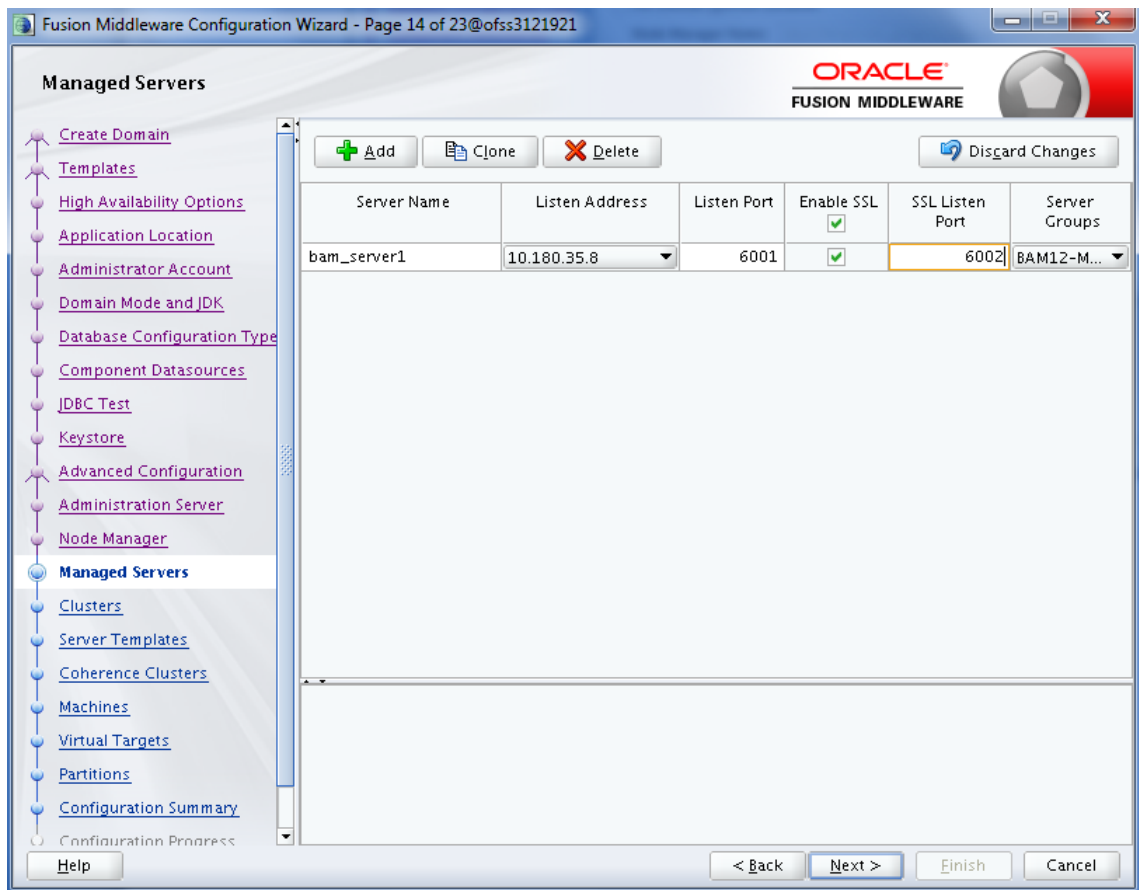 Fusion Middleware Configuration Wizard - Page 14 of 23@ofss3121921
Managed Servers
ORACLE
FUSION MIDDLEWARE
Create Domain
Templates
High Availability Options
Application Location
Administrator Account
Domain Mode and JDK
Database Configuration Type
Component Datasources
JDBC Test
Keystore
Advanced Configuration
Administration Server
Node Manager
Managed Servers
Clusters
Server Templates
Coherence Clusters
Machines
Virtual Targets
Partitions
Configuration Summary
Configuration Progress
Add Clone Delete Discard Changes
Server Name Listen Address Listen Port Enable SSL SSL Listen Port Server Groups
bam_server1 10.180.35.8 6001 6002 BAM12-M...
Help < Back Next > Finish Cancel